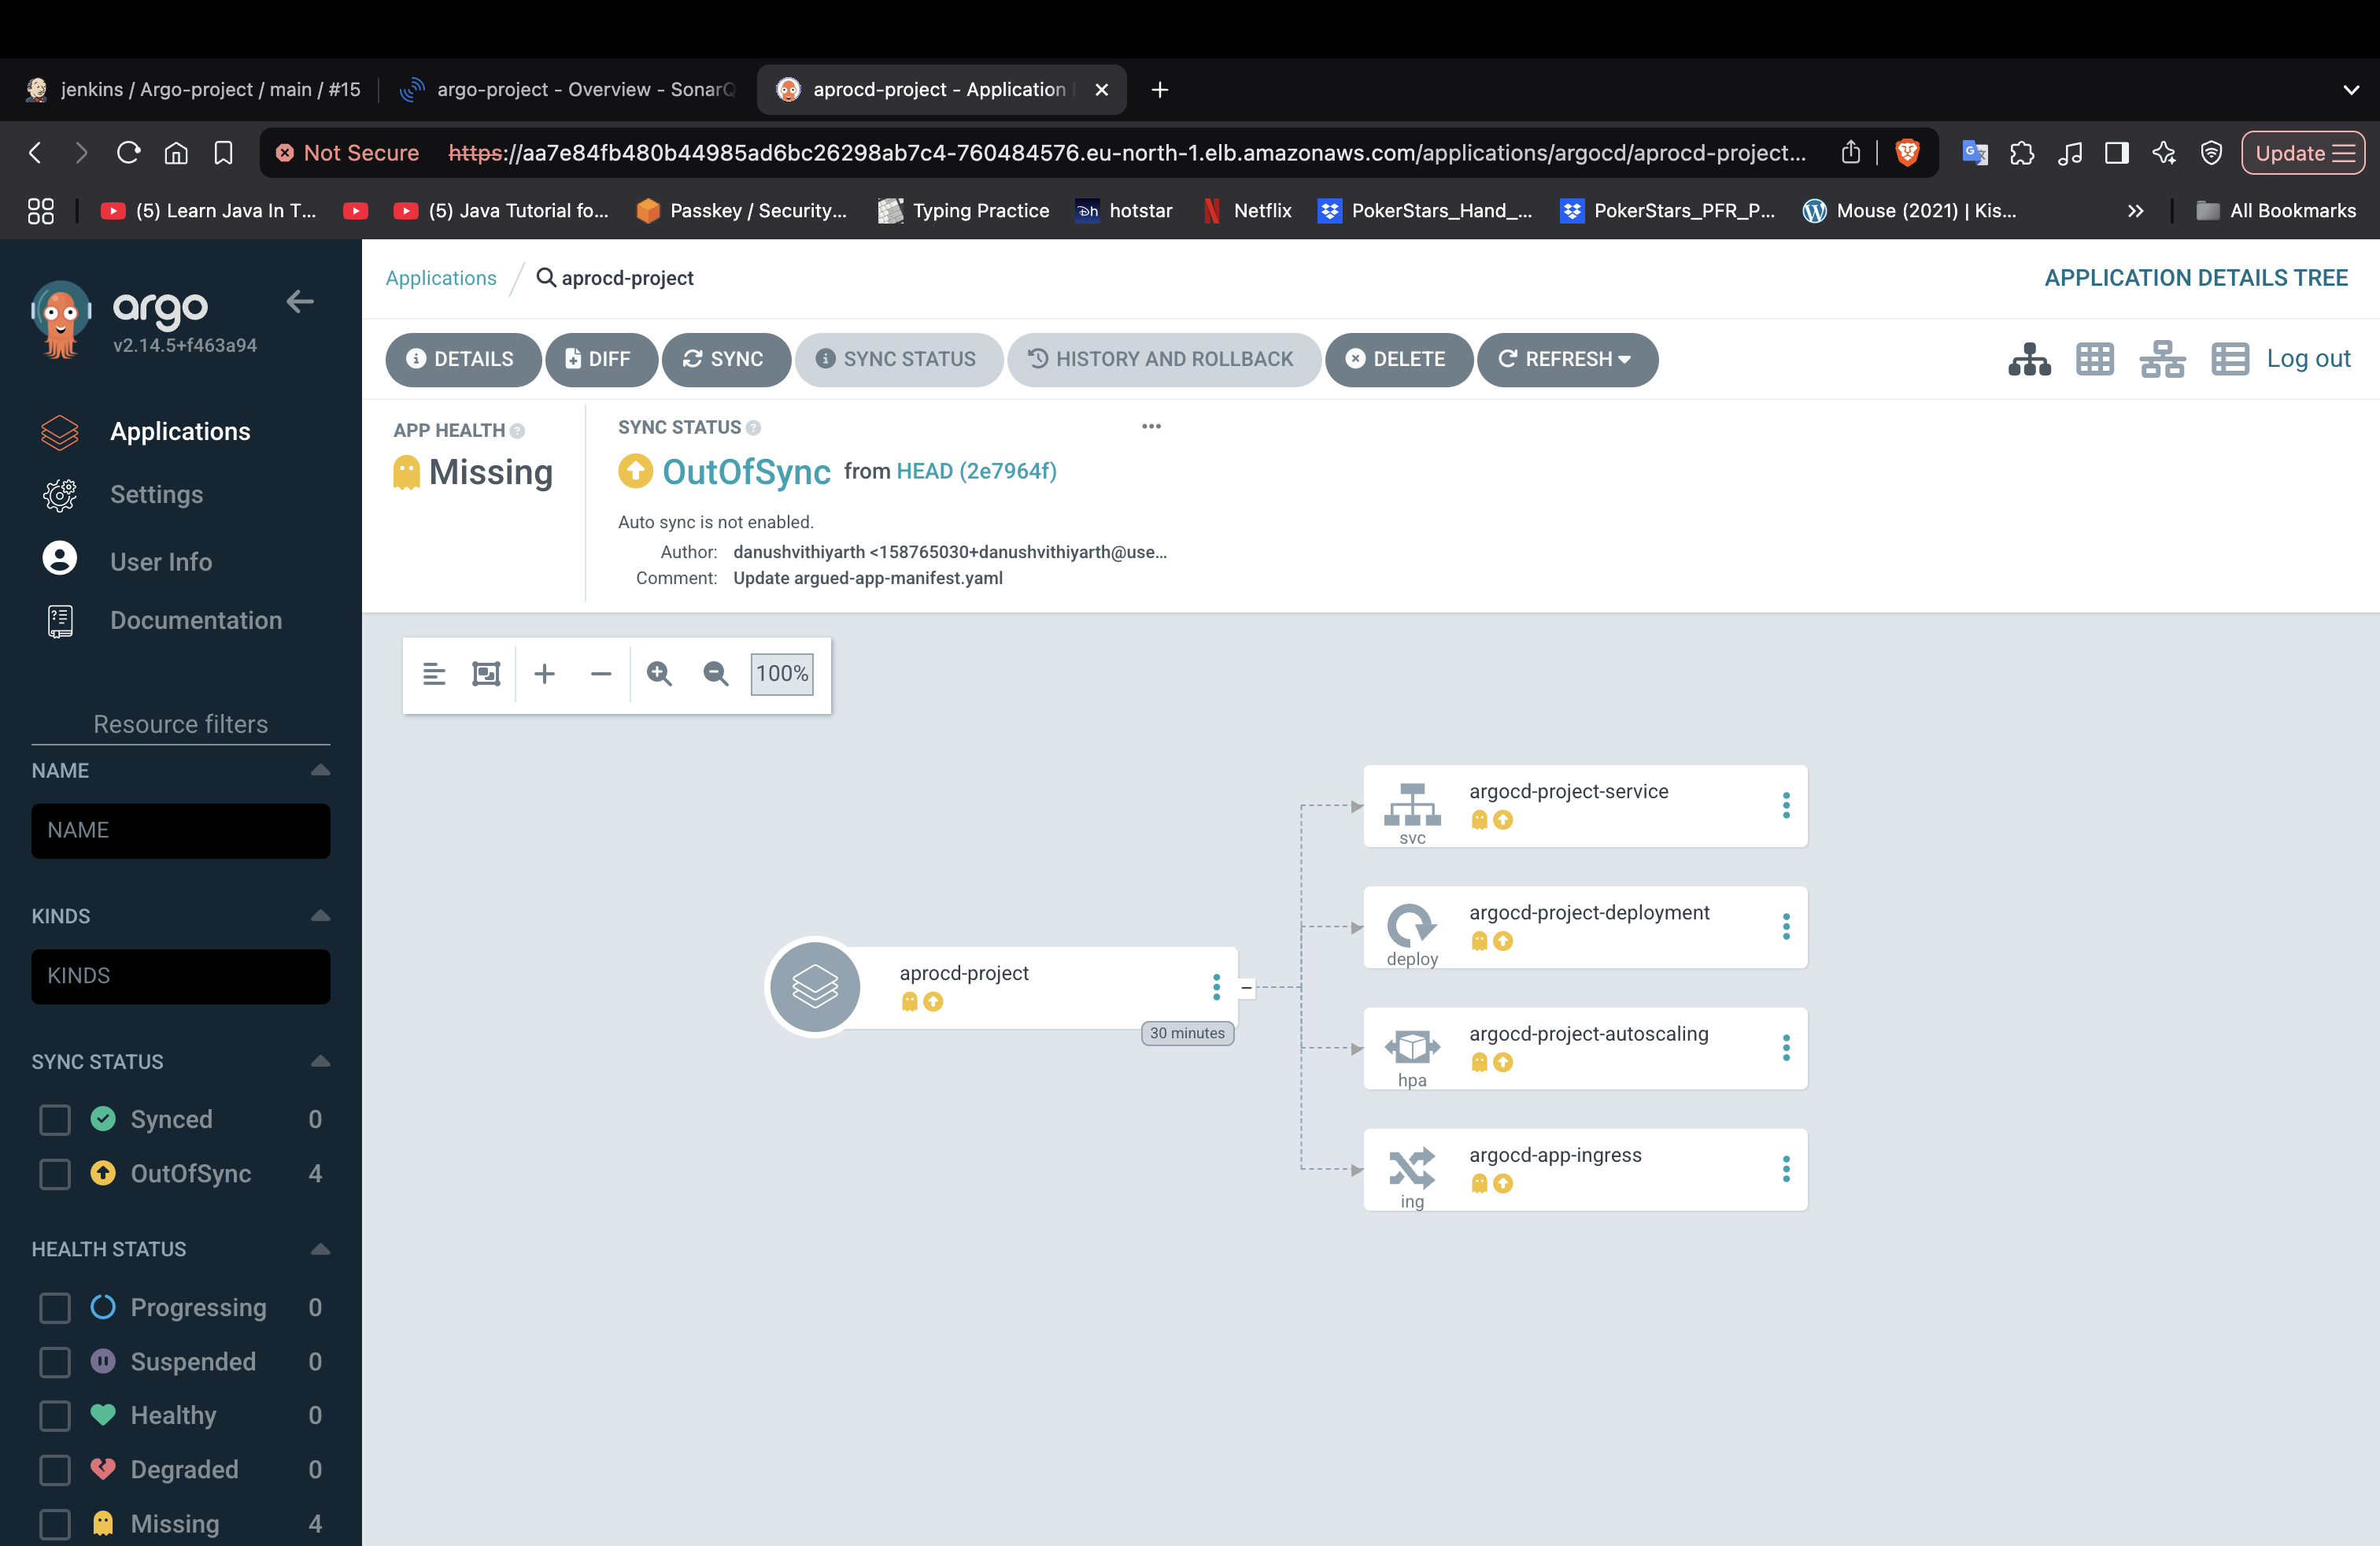 jenkins / Argo-project / main / #15
argo-project - Overview - SonarQ
aprocd-project - Application
Not Secure https://aa7e84fb480b44985ad6bc26298ab7c4-760484576.eu-north-1.elb.amazonaws.com/applications/argocd/aprocd-project...
Update
(5) Learn Java In T...
(5) Java Tutorial fo...
Passkey / Security...
Typing Practice
hotstar
Netflix
PokerStars_Hand_...
PokerStars_PFR_P...
Mouse (2021) | Kis...
All Bookmarks
argo
v2.14.5+f463a94
Applications
Settings
User Info
Documentation
Resource filters
NAME
NAME
KINDS
KINDS
SYNC STATUS
Synced 0
OutOfSync 4
HEALTH STATUS
Progressing 0
Suspended 0
Healthy 0
Degraded 0
Missing 4
Applications / aprocd-project
APPLICATION DETAILS TREE
DETAILS
DIFF
SYNC
SYNC STATUS
HISTORY AND ROLLBACK
DELETE
REFRESH
Log out
APP HEALTH
Missing
SYNC STATUS
OutOfSync from HEAD (2e7964f)
Auto sync is not enabled.
Author: danushvithiyarth <158765030+danushvithiyarth@use...
Comment: Update argued-app-manifest.yaml
100%
aprocd-project
30 minutes
argocd-project-service
svc
argocd-project-deployment
deploy
argocd-project-autoscaling
hpa
argocd-app-ingress
ing